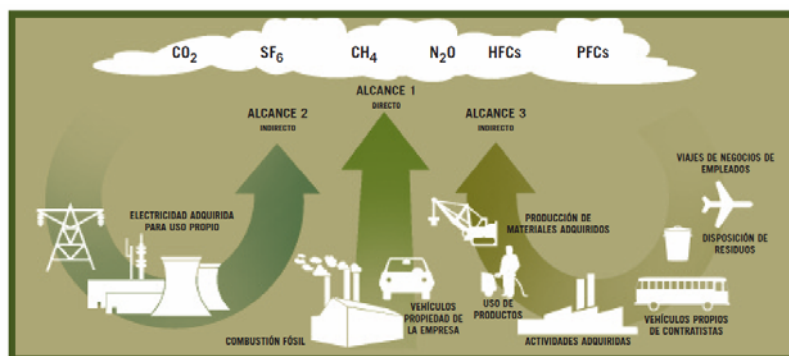 CO₂ SF₆ CH₄ N₂O HFCs PFCs
ALCANCE 1
DIRECTO
ALCANCE 2
INDIRECTO
ALCANCE 3
INDIRECTO
ELECTRICIDAD ADQUIRIDA
PARA USO PROPIO
COMBUSTIÓN FÓSIL
VEHÍCULOS
PROPIEDAD DE
LA EMPRESA
PRODUCCIÓN DE
MATERIALES ADQUIRIDOS
USO DE
PRODUCTOS
ACTIVIDADES ADQUIRIDAS
VIAJES DE NEGOCIOS DE
EMPLEADOS
DISPOSICIÓN DE
RESIDUOS
VEHÍCULOS PROPIOS
DE CONTRATISTAS